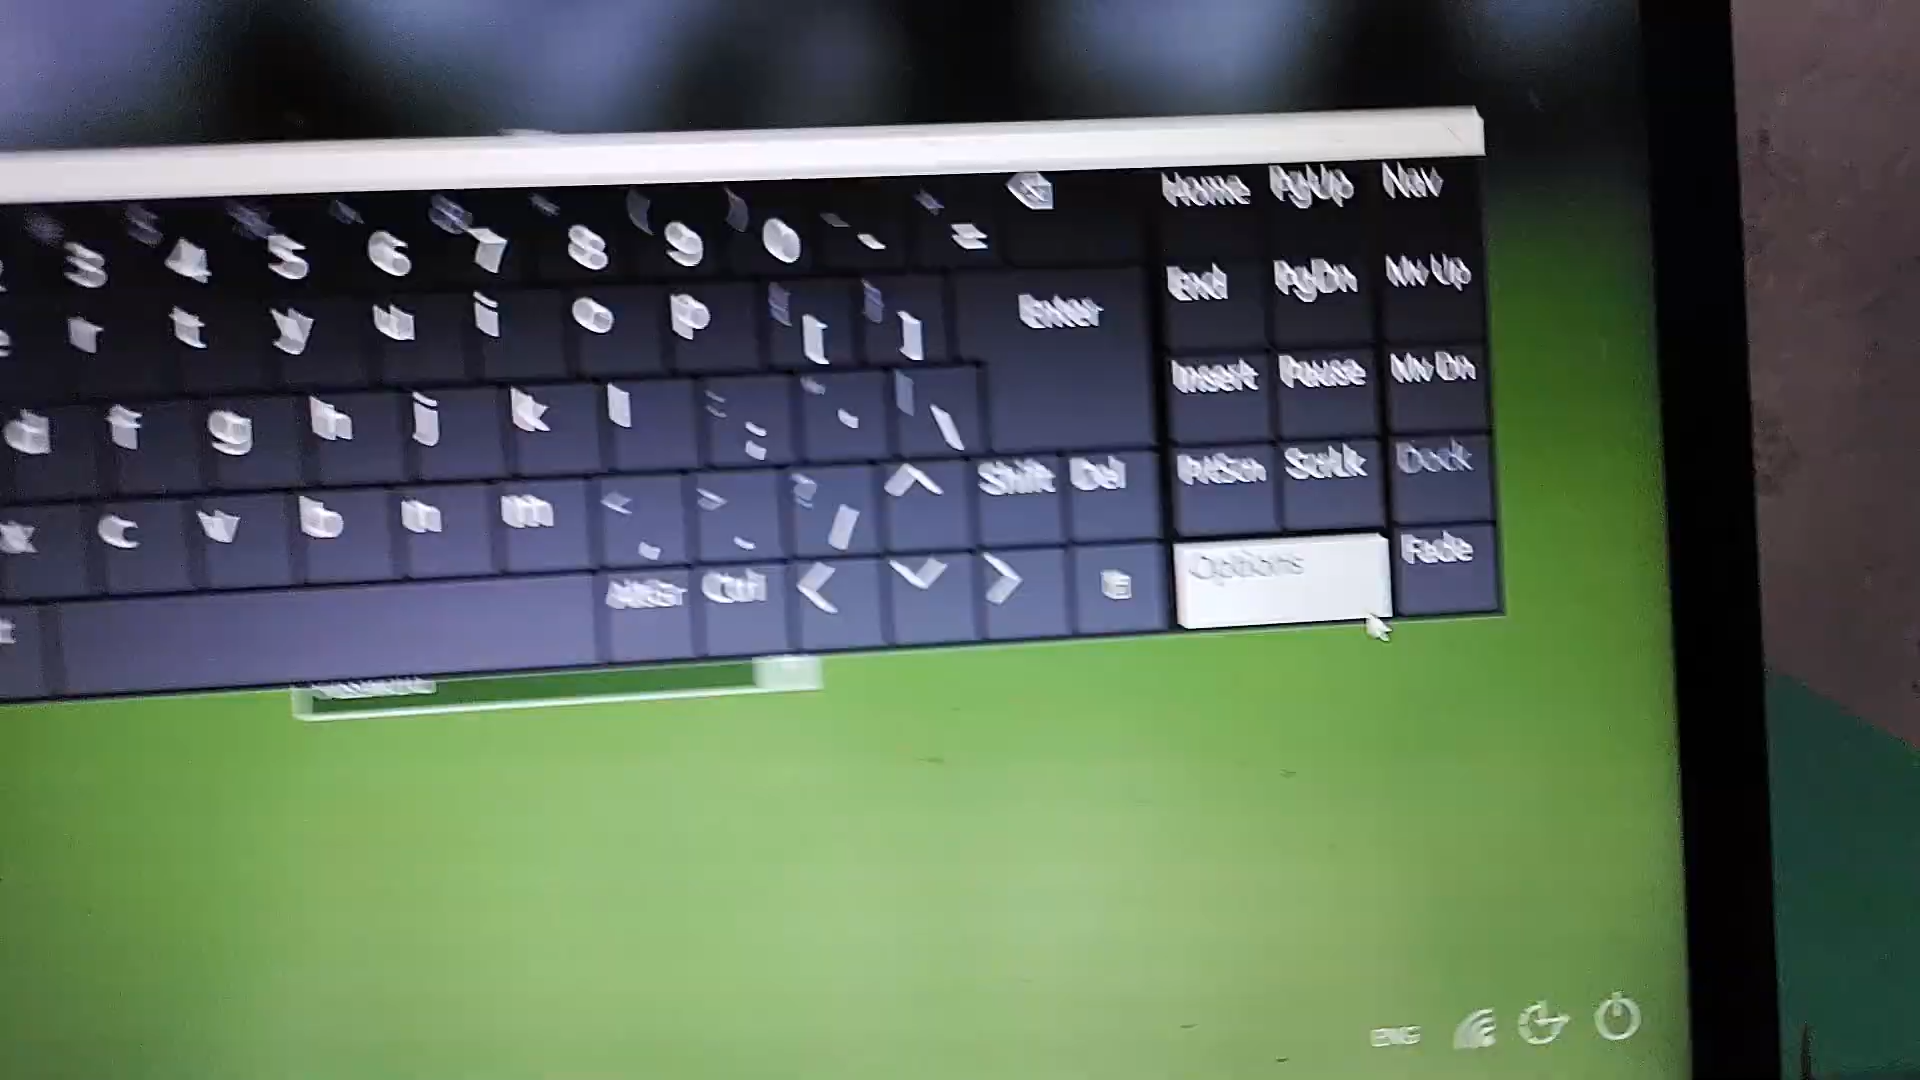 3 4 5 6 7 8 9 0 - = Home PgUp Nav
r t y u i o p [ ] Enter End PgDn Mv Up
d f g h j k l ; ' \ Insert Pause Mv Dn
x c v b n m , . / Shift Del PrtScn ScrLk Dock
AltGr Ctrl Options Fade
ENG